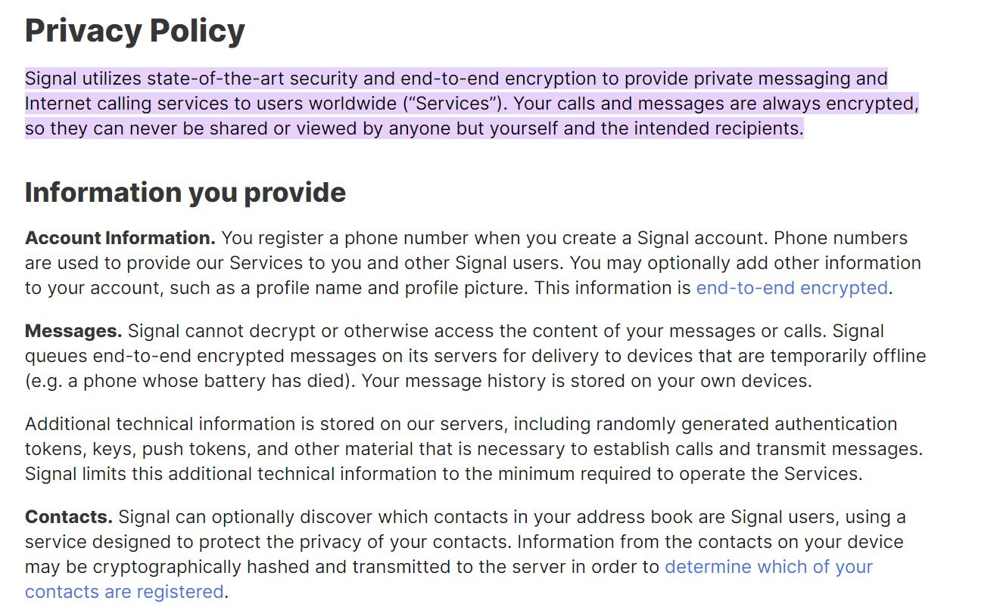 Privacy Policy
Signal utilizes state-of-the-art security and end-to-end encryption to provide private messaging and
Internet calling services to users worldwide (“Services”). Your calls and messages are always encrypted,
so they can never be shared or viewed by anyone but yourself and the intended recipients.
Information you provide
Account Information. You register a phone number when you create a Signal account. Phone numbers
are used to provide our Services to you and other Signal users. You may optionally add other information
to your account, such as a profile name and profile picture. This information is end-to-end encrypted.
Messages. Signal cannot decrypt or otherwise access the content of your messages or calls. Signal
queues end-to-end encrypted messages on its servers for delivery to devices that are temporarily offline
(e.g. a phone whose battery has died). Your message history is stored on your own devices.
Additional technical information is stored on our servers, including randomly generated authentication
tokens, keys, push tokens, and other material that is necessary to establish calls and transmit messages.
Signal limits this additional technical information to the minimum required to operate the Services.
Contacts. Signal can optionally discover which contacts in your address book are Signal users, using a
service designed to protect the privacy of your contacts. Information from the contacts on your device
may be cryptographically hashed and transmitted to the server in order to determine which of your
contacts are registered.